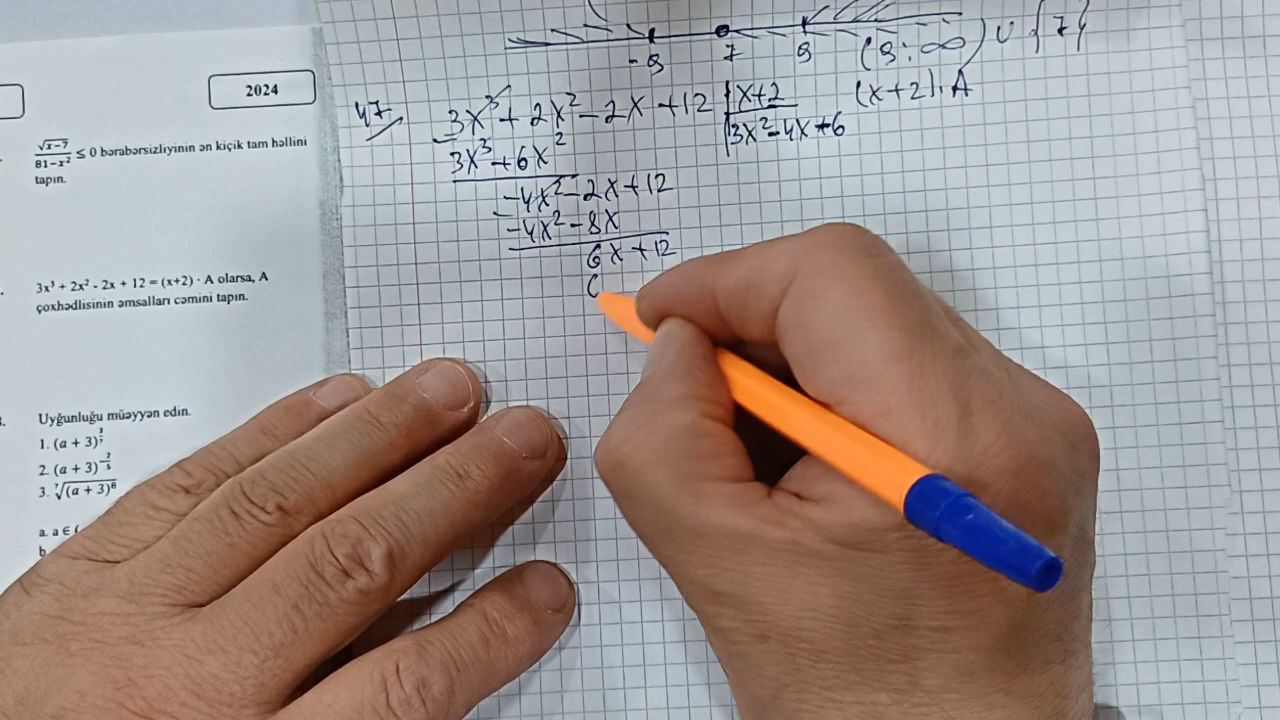 2024
√x−7 / 81−x² ≤ 0 bərabərsizliyinin ən kiçik tam həllini
tapın.
3x³ + 2x² - 2x + 12 = (x+2) · A olarsa, A
çoxhədlisinin əmsalları cəmini tapın.
Uyğunluğu müəyyən edin.
1. (a + 3)
2. (a + 3)
3. √(a + 3)⁸
a. a ∈ (
b
-9 7 9 (9; ∞) ∪ {7}
47. 3x³ + 2x² - 2x + 12 | x+2 (x+2). A
3x³ + 6x² 3x² - 4x + 6
-4x² - 2x + 12
-4x² - 8x
6x + 12